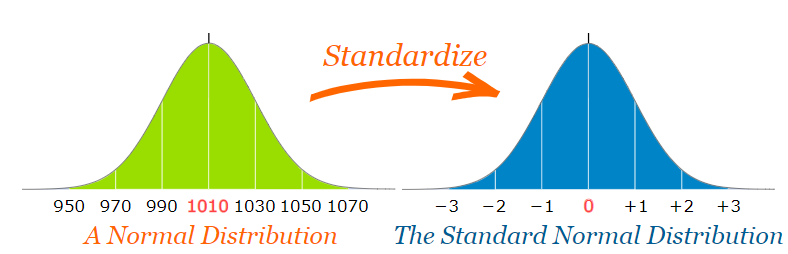 Standardize
950 970 990 1010 1030 1050 1070
−3 −2 −1 0 +1 +2 +3
A Normal Distribution
The Standard Normal Distribution